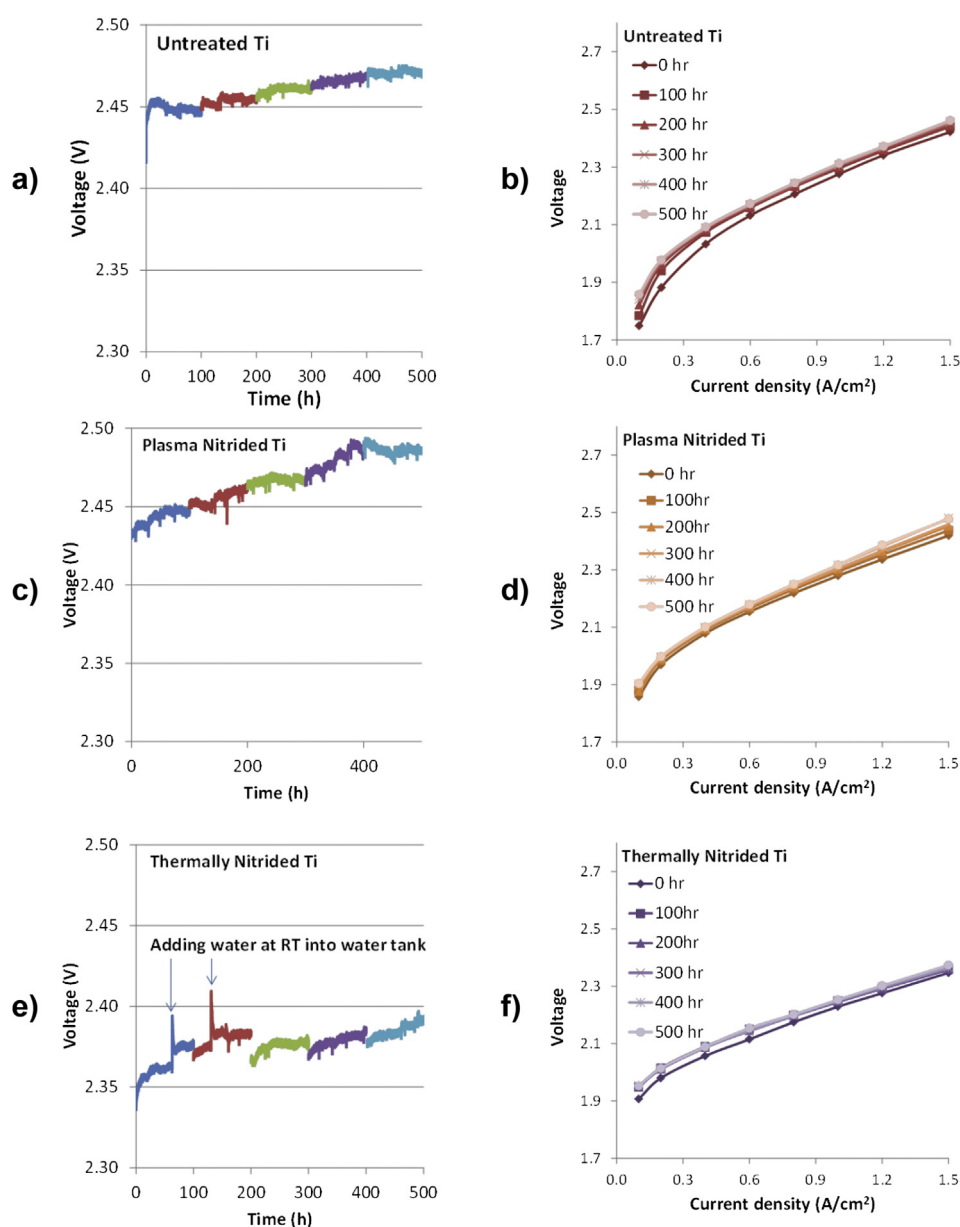 a)
Untreated Ti
Voltage (V)
2.50
2.45
2.40
2.35
2.30
0 100 200 300 400 500
Time (h)
b)
Untreated Ti
0 hr
100 hr
200 hr
300 hr
400 hr
500 hr
Voltage
2.7
2.5
2.3
2.1
1.9
1.7
0.0 0.3 0.6 0.9 1.2 1.5
Current density (A/cm²)
c)
Plasma Nitrided Ti
Voltage (V)
2.50
2.45
2.40
2.35
2.30
0 200 400
Time (h)
d)
Plasma Nitrided Ti
0 hr
100hr
200hr
300 hr
400 hr
500 hr
Voltage
2.7
2.5
2.3
2.1
1.9
1.7
0.0 0.3 0.6 0.9 1.2 1.5
Current density (A/cm²)
e)
Thermally Nitrided Ti
Adding water at RT into water tank
Voltage (V)
2.50
2.45
2.40
2.35
2.30
0 100 200 300 400 500
Time (h)
f)
Thermally Nitrided Ti
0 hr
100hr
200hr
300 hr
400 hr
500 hr
Voltage
2.7
2.5
2.3
2.1
1.9
1.7
0.0 0.3 0.6 0.9 1.2 1.5
Current density (A/cm²)